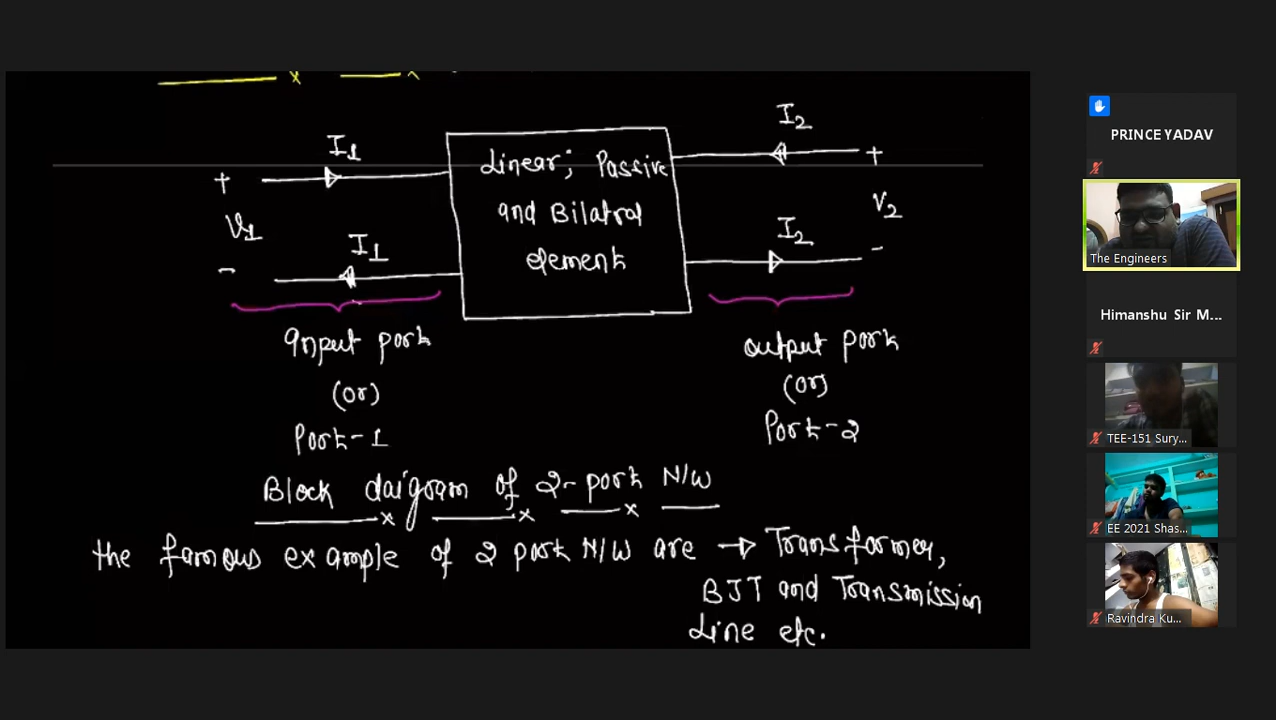 I1
I2
+
+
Linear; Passive
and Bilatral
element
V1
V2
I1
I2
-
-
Input port
(or)
Port-1
output port
(or)
Port-2
Block daigram of 2-port N/W
the famous example of 2 port N/W are → Transformer,
BJT and Transmission
Line etc.
PRINCE YADAV
The Engineers
Himanshu Sir M...
TEE-151 Sury...
EE 2021 Shas...
Ravindra Ku...